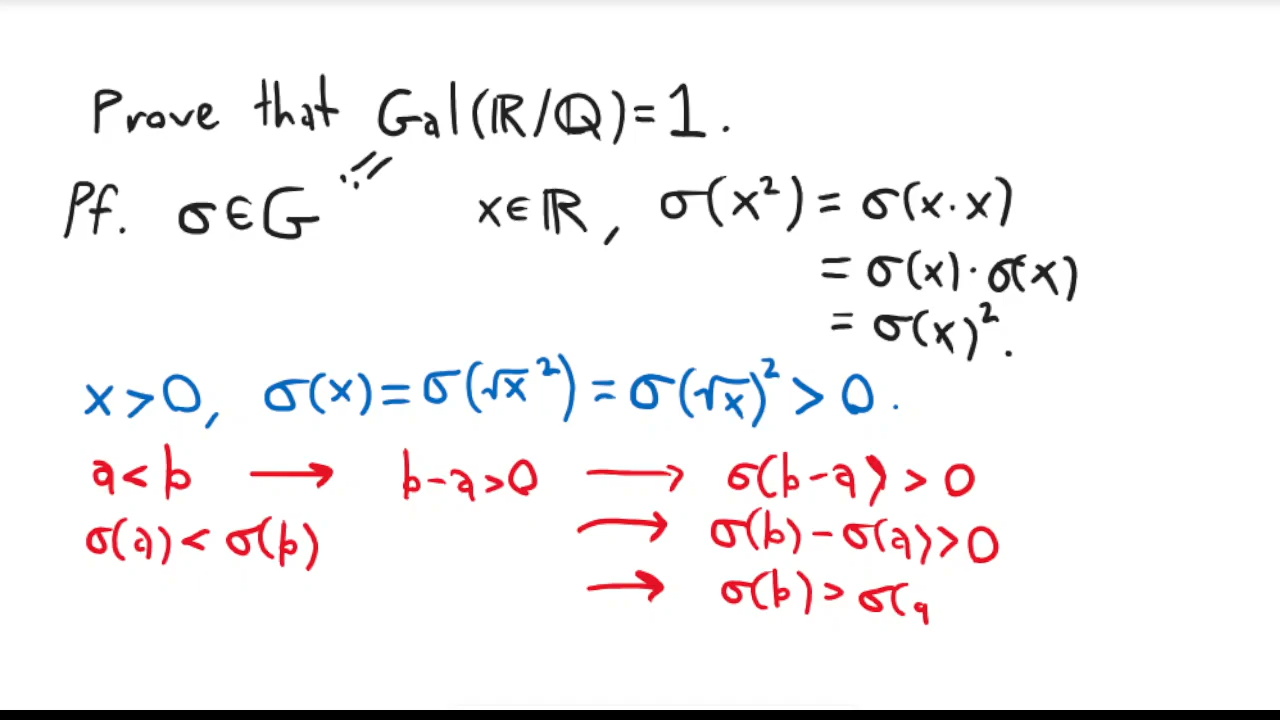 Prove that Gal(ℝ/ℚ)=1.
Pf. σ∈G x∈ℝ, σ(x²) = σ(x·x)
= σ(x)·σ(x)
= σ(x)².
x>0, σ(x)=σ(√x²)=σ(√x)²>0.
a<b → b-a>0 → σ(b-a)>0
σ(a)<σ(b) → σ(b)-σ(a)>0
→ σ(b)>σ(a